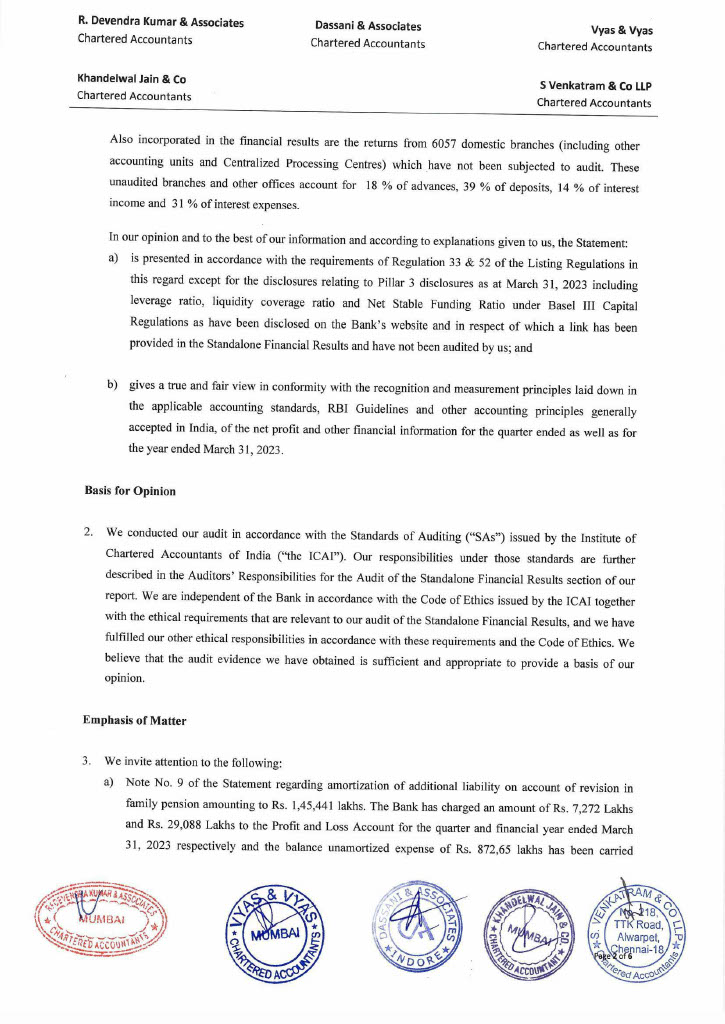 R. Devendra Kumar & Associates
Chartered Accountants
Dassani & Associates
Chartered Accountants
Vyas & Vyas
Chartered Accountants
Khandelwal Jain & Co
Chartered Accountants
S Venkatram & Co LLP
Chartered Accountants
Also incorporated in the financial results are the returns from 6057 domestic branches (including other
accounting units and Centralized Processing Centres) which have not been subjected to audit. These
unaudited branches and other offices account for 18 % of advances, 39 % of deposits, 14 % of interest
income and 31 % of interest expenses.
In our opinion and to the best of our information and according to explanations given to us, the Statement:
a) is presented in accordance with the requirements of Regulation 33 & 52 of the Listing Regulations in
this regard except for the disclosures relating to Pillar 3 disclosures as at March 31, 2023 including
leverage ratio, liquidity coverage ratio and Net Stable Funding Ratio under Basel III Capital
Regulations as have been disclosed on the Bank's website and in respect of which a link has been
provided in the Standalone Financial Results and have not been audited by us; and
b) gives a true and fair view in conformity with the recognition and measurement principles laid down in
the applicable accounting standards, RBI Guidelines and other accounting principles generally
accepted in India, of the net profit and other financial information for the quarter ended as well as for
the year ended March 31, 2023.
Basis for Opinion
2. We conducted our audit in accordance with the Standards of Auditing ("SAs") issued by the Institute of
Chartered Accountants of India ("the ICAI"). Our responsibilities under those standards are further
described in the Auditors' Responsibilities for the Audit of the Standalone Financial Results section of our
report. We are independent of the Bank in accordance with the Code of Ethics issued by the ICAI together
with the ethical requirements that are relevant to our audit of the Standalone Financial Results, and we have
fulfilled our other ethical responsibilities in accordance with these requirements and the Code of Ethics. We
believe that the audit evidence we have obtained is sufficient and appropriate to provide a basis of our
opinion.
Emphasis of Matter
3. We invite attention to the following:
a) Note No. 9 of the Statement regarding amortization of additional liability on account of revision in
family pension amounting to Rs. 1,45,441 lakhs. The Bank has charged an amount of Rs. 7,272 Lakhs
and Rs. 29,088 Lakhs to the Profit and Loss Account for the quarter and financial year ended March
31, 2023 respectively and the balance unamortized expense of Rs. 872,65 lakhs has been carried
R. DEVENDRA KUMAR & ASSOCIATES
MUMBAI
CHARTERED ACCOUNTANTS
VYAS & VYAS
MUMBAI
CHARTERED ACCOUNTANTS
DASSANI & ASSOCIATES
CA
INDORE
KHANDELWAL JAIN & CO.
MUMBAI
CHARTERED ACCOUNTANT
S. VENKATRAM & CO LLP
No. 218,
TTK Road,
Alwarpet,
Chennai-18
Chartered Accountants
Page 2 of 6